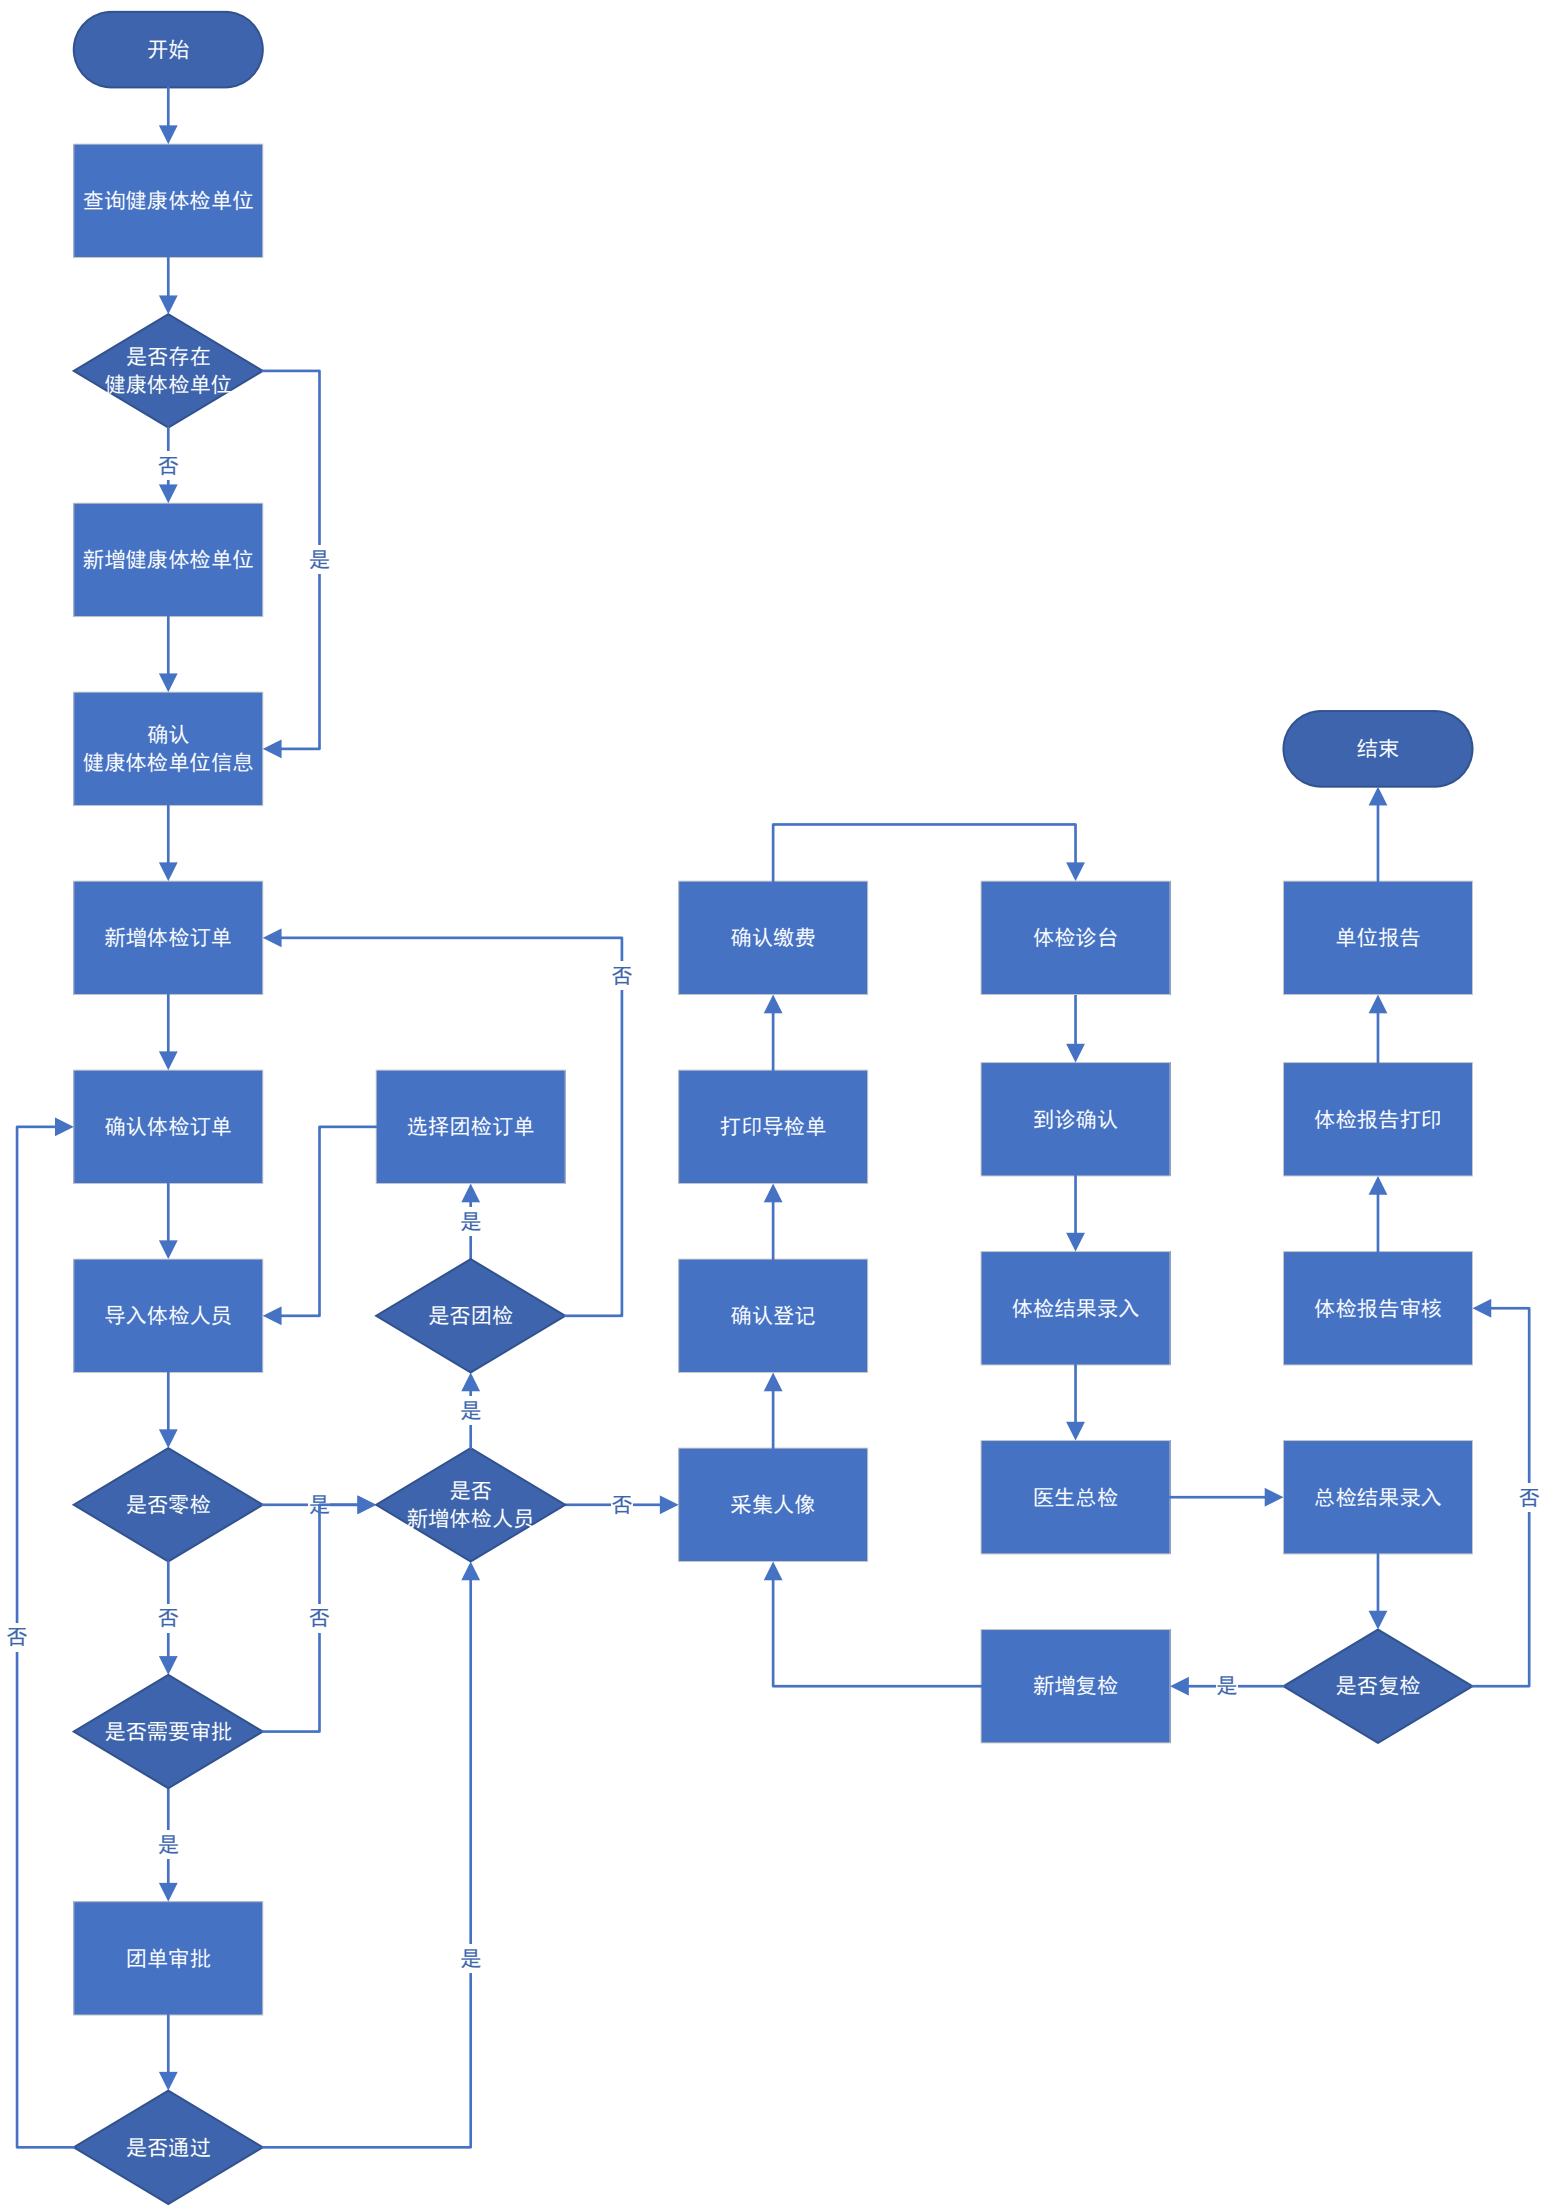 开始
查询健康体检单位
是否存在
健康体检单位
否
是
新增健康体检单位
确认
健康体检单位信息
新增体检订单
否
确认体检订单
选择团检订单
是
导入体检人员
是否团检
是
是否零检
是
是否
新增体检人员
否
否
否
否
是否需要审批
是
团单审批
是
是否通过
确认缴费
打印导检单
确认登记
采集人像
体检诊台
到诊确认
体检结果录入
医生总检
新增复检
是
结束
单位报告
体检报告打印
体检报告审核
总检结果录入
否
是否复检